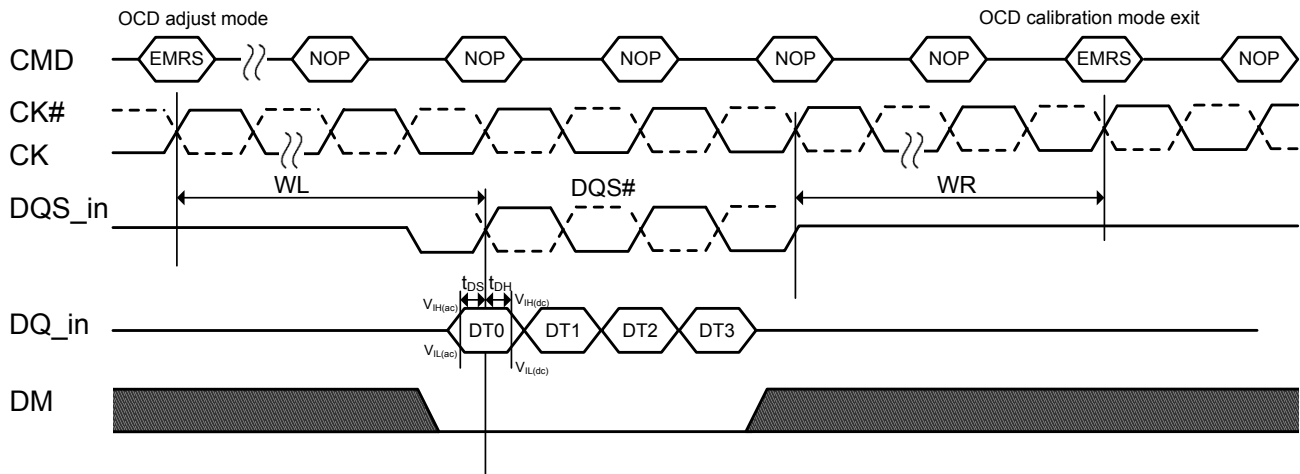 OCD adjust mode OCD calibration mode exit
CMD EMRS NOP NOP NOP NOP NOP EMRS NOP
CK#
CK
WL DQS# WR
DQS_in
tDS tDH
VIH(ac) VIH(dc)
DQ_in DT0 DT1 DT2 DT3
VIL(ac)
VIL(dc)
DM